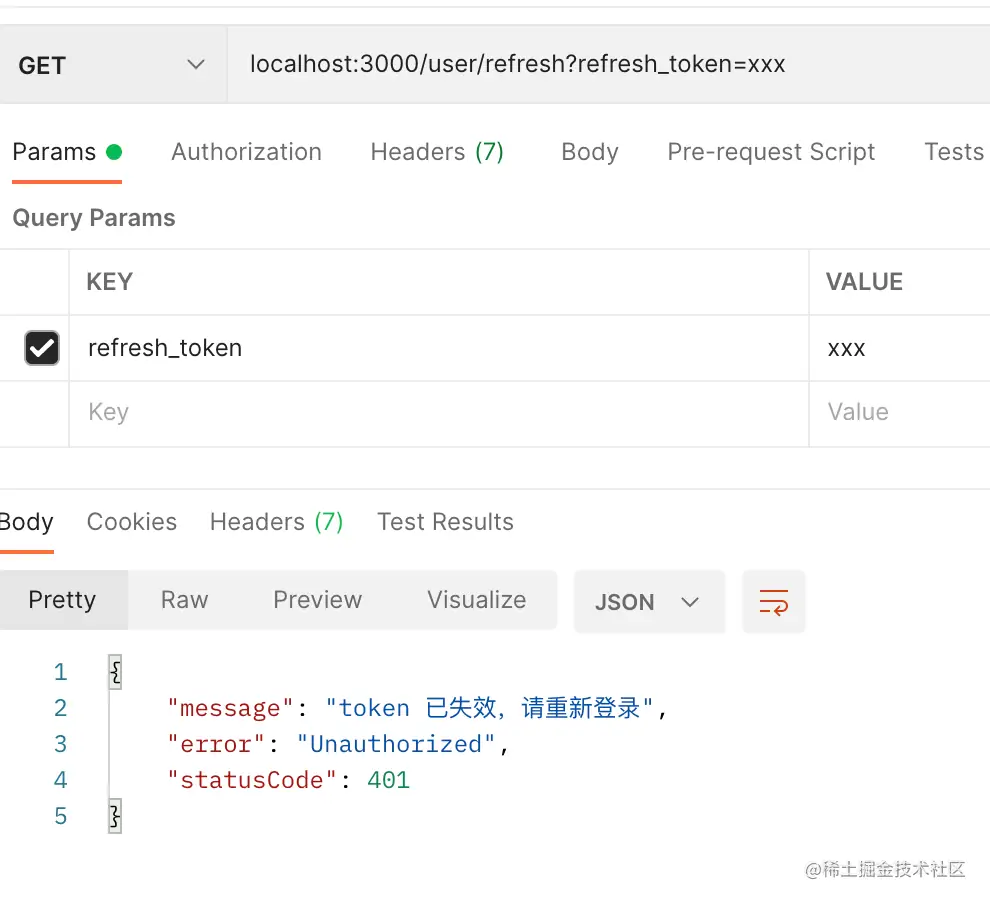 GET localhost:3000/user/refresh?refresh_token=xxx
Params Authorization Headers (7) Body Pre-request Script Tests
Query Params
KEY VALUE
refresh_token xxx
Key Value
Body Cookies Headers (7) Test Results
Pretty Raw Preview Visualize JSON
1 {
2 "message": "token 已失效，请重新登录",
3 "error": "Unauthorized",
4 "statusCode": 401
5 }
@稀土掘金技术社区